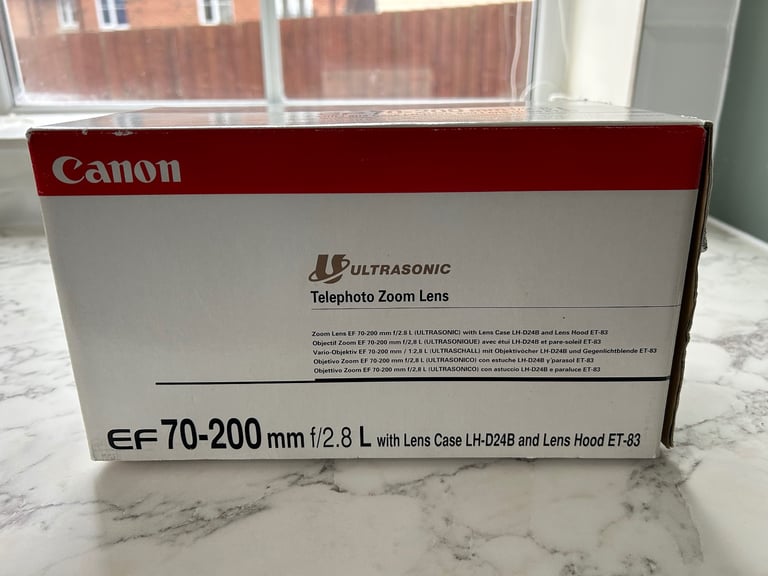 70-200 mm
Canon
ULTRASONIC
Telephoto Zoom Lens
Zoom Lens EF 70-200 mm f/2.8 L (ULTRASONIC) with Lens Case LH-D24B and Lens Hood ET-83
Objectif Zoom EF 70-200 mm f/2,8 L (ULTRASONIQUE) avec étui LH-D24B et pare-soleil ET-83
Vario-Objektiv EF 70-200 mm / 1:2,8 L (ULTRASCHALL) mit Objektivöcher LH-D24B und Gegenlichtblende ET-83
Objetivo Zoom EF 70-200 mm f/2,8 L (ULTRASONICO) con estuche LH-D24B y parasol ET-83
Objettivo Zoom EF 70-200 mm f/2,8 L (ULTRASONICO) con astuccio LH-D24B e paraluce ET-83
EF 70-200 mm f/2.8 L with Lens Case LH-D24B and Lens Hood ET-83